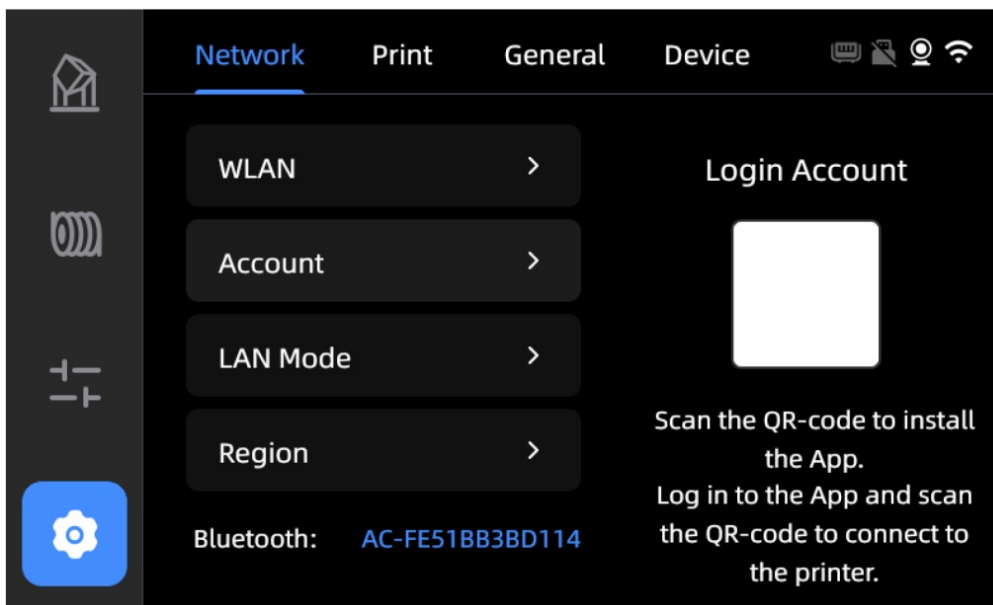 Network Print General Device
WLAN
Account
LAN Mode
Region
Bluetooth: AC-FE51BB3BD114
Login Account
Scan the QR-code to install
the App.
Log in to the App and scan
the QR-code to connect to
the printer.